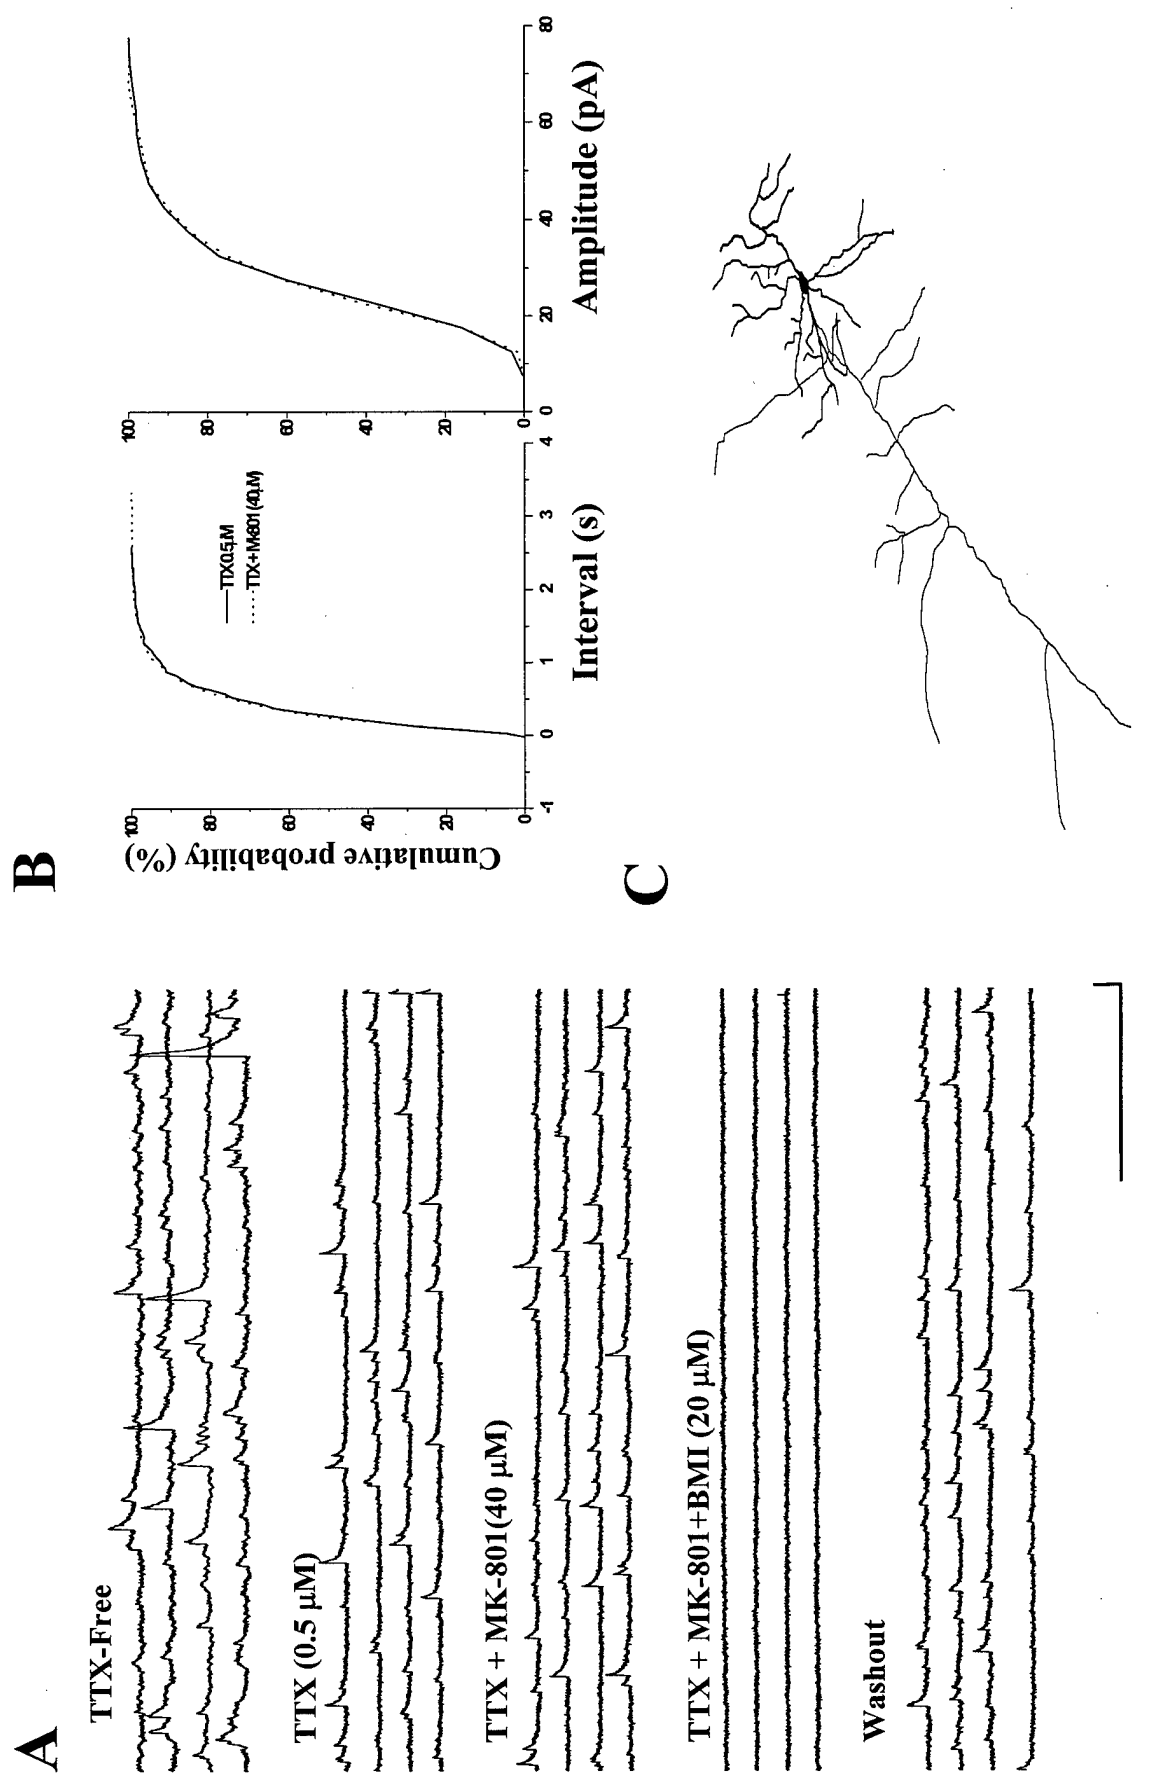 A
TTX-Free
TTX (0.5 µM)
TTX + MK-801(40 µM)
TTX + MK-801+BMI (20 µM)
Washout
B
Cumulative probability (%)
100
80
60
40
20
0
-1
0
1
2
3
4
Interval (s)
TTX0.5µM
TTX+Mk-801(40µM)
100
80
60
40
20
0
0
20
40
60
80
Amplitude (pA)
C